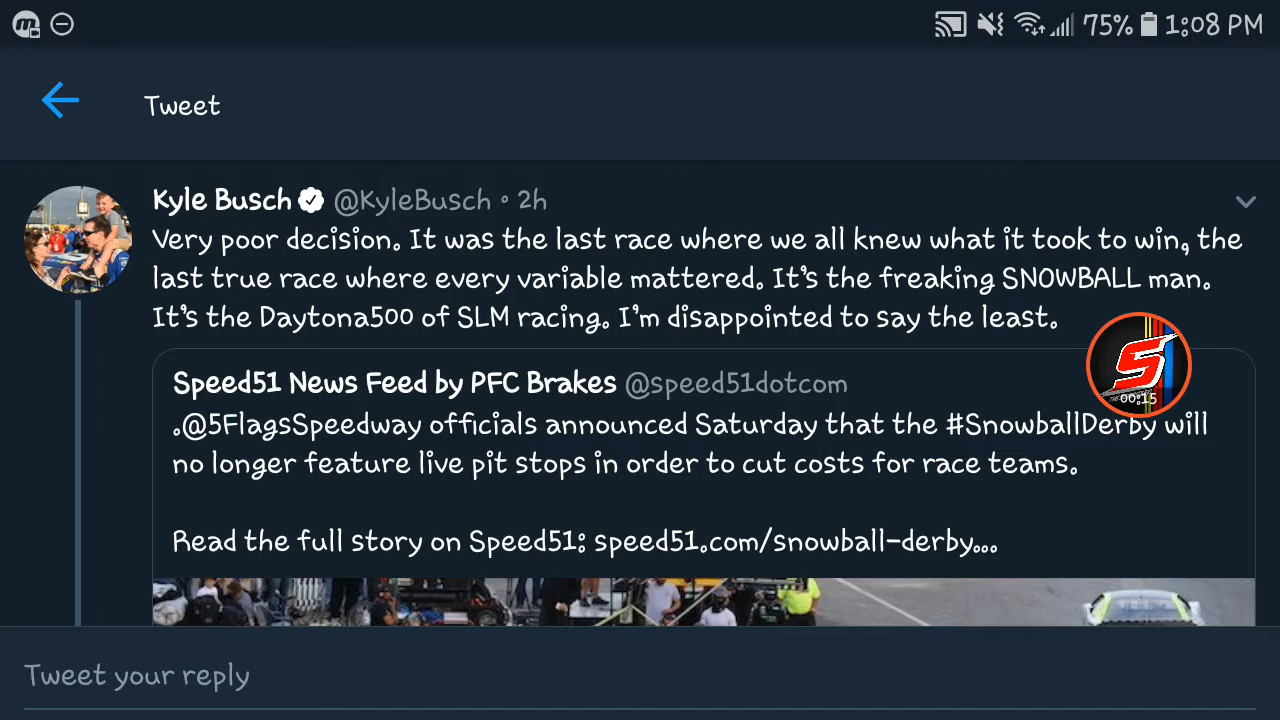 75% 1:08 PM
Tweet
Kyle Busch @KyleBusch • 2h
Very poor decision. It was the last race where we all knew what it took to win, the
last true race where every variable mattered. It's the freaking SNOWBALL man.
It's the Daytona500 of SLM racing. I'm disappointed to say the least.
Speed51 News Feed by PFC Brakes @speed51dotcom
.@5FlagsSpeedway officials announced Saturday that the #SnowballDerby will
no longer feature live pit stops in order to cut costs for race teams.
Read the full story on Speed51: speed51.com/snowball-derby...
S
00:15
Tweet your reply